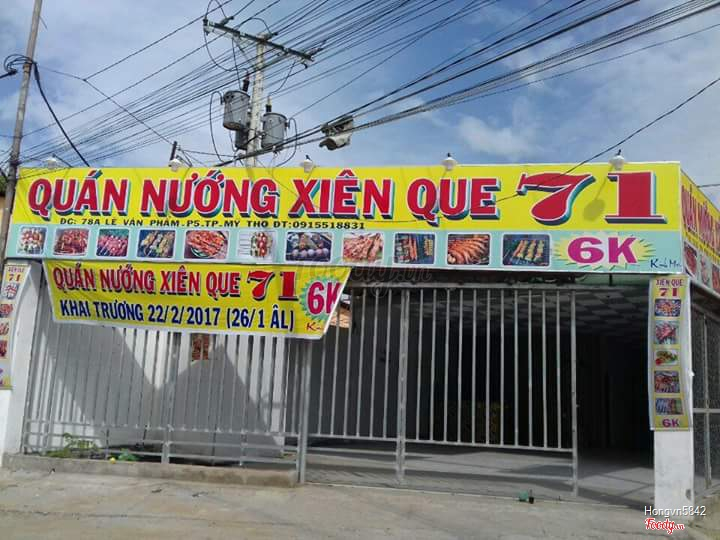 QUÁN NƯỚNG XIÊN QUE 71
ĐC: 78A LÊ VĂN PHẨM.P5.TP.MỸ THO ĐT:0915518831
6K
QUÁN NƯỚNG XIÊN QUE 71
6K
KHAI TRƯƠNG 22/2/2017 (26/1 ÂL)
XIÊN QUE
71
6K
71
Hongvn5842
Foody.vn